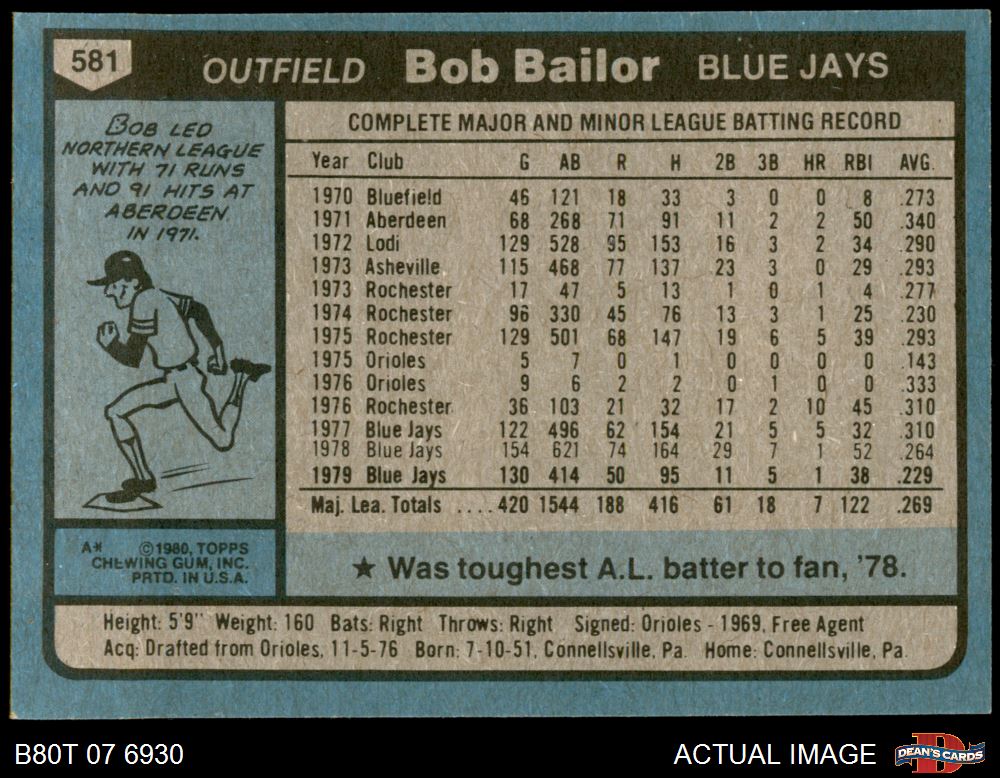 581 OUTFIELD Bob Bailor BLUE JAYS
BOB LED
NORTHERN LEAGUE
WITH 71 RUNS
AND 91 HITS AT
ABERDEEN
IN 1971.
COMPLETE MAJOR AND MINOR LEAGUE BATTING RECORD
Year Club G AB R H 2B 3B HR RBI AVG.
1970 Bluefield 46 121 18 33 3 0 0 8 .273
1971 Aberdeen 68 268 71 91 11 2 2 50 .340
1972 Lodi 129 528 95 153 16 3 2 34 .290
1973 Asheville 115 468 77 137 23 3 0 29 .293
1973 Rochester 17 47 5 13 1 0 1 4 .277
1974 Rochester 96 330 45 76 13 3 1 25 .230
1975 Rochester 129 501 68 147 19 6 5 39 .293
1975 Orioles 5 7 0 1 0 0 0 0 .143
1976 Orioles 9 6 2 2 0 1 0 0 .333
1976 Rochester 36 103 21 32 17 2 10 45 .310
1977 Blue Jays 122 496 62 154 21 5 5 32 .310
1978 Blue Jays 154 621 74 164 29 7 1 52 .264
1979 Blue Jays 130 414 50 95 11 5 1 38 .229
Maj. Lea. Totals .... 420 1544 188 416 61 18 7 122 .269
A* ©1980, TOPPS
CHEWING GUM, INC.
PRTD. IN U.S.A.
★ Was toughest A.L. batter to fan, '78.
Height: 5'9" Weight: 160 Bats: Right Throws: Right Signed: Orioles - 1969, Free Agent
Acq: Drafted from Orioles, 11-5-76 Born: 7-10-51, Connellsville, Pa. Home: Connellsville, Pa.
B80T 07 6930 ACTUAL IMAGE DEAN'S CARDS